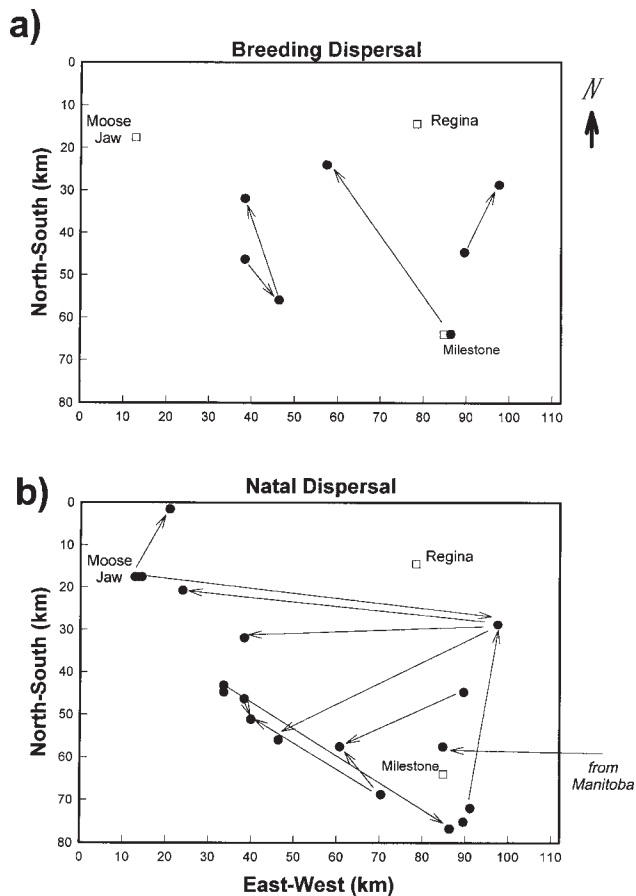 a)
Breeding Dispersal
0
10
20
30
40
50
60
70
80
North-South (km)
Moose
Jaw
Regina
Milestone
N
0 10 20 30 40 50 60 70 80 90 100 110
b)
Natal Dispersal
0
10
20
30
40
50
60
70
80
North-South (km)
Moose
Jaw
Regina
Milestone
from
Manitoba
0 10 20 30 40 50 60 70 80 90 100 110
East-West (km)